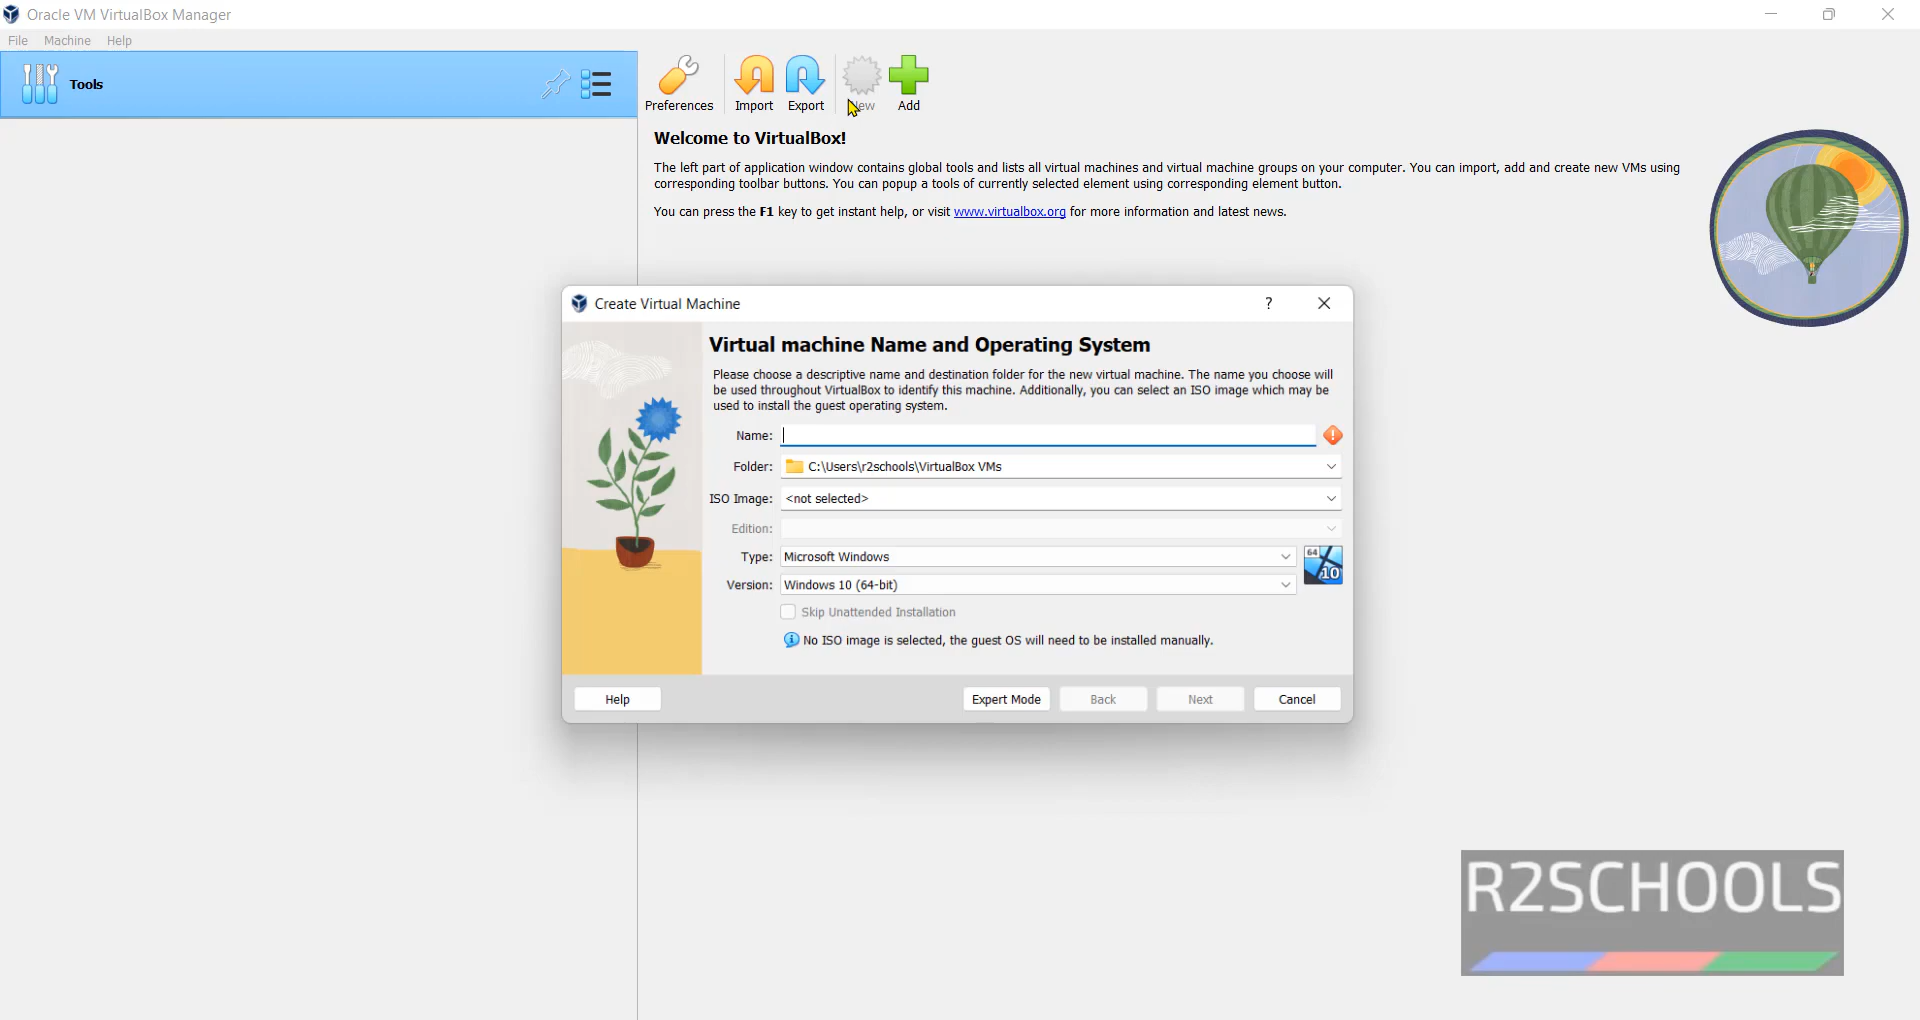 Oracle VM VirtualBox Manager
File Machine Help
Tools
Preferences Import Export New Add
Welcome to VirtualBox!
The left part of application window contains global tools and lists all virtual machines and virtual machine groups on your computer. You can import, add and create new VMs using
corresponding toolbar buttons. You can popup a tools of currently selected element using corresponding element button.
You can press the F1 key to get instant help, or visit www.virtualbox.org for more information and latest news.
Create Virtual Machine
?
Virtual machine Name and Operating System
Please choose a descriptive name and destination folder for the new virtual machine. The name you choose will
be used throughout VirtualBox to identify this machine. Additionally, you can select an ISO image which may be
used to install the guest operating system.
Name:
Folder: C:\Users\r2schools\VirtualBox VMs
ISO Image: <not selected>
Edition:
Type: Microsoft Windows
64
10
Version: Windows 10 (64-bit)
Skip Unattended Installation
No ISO image is selected, the guest OS will need to be installed manually.
Help Expert Mode Back Next Cancel
R2SCHOOLS